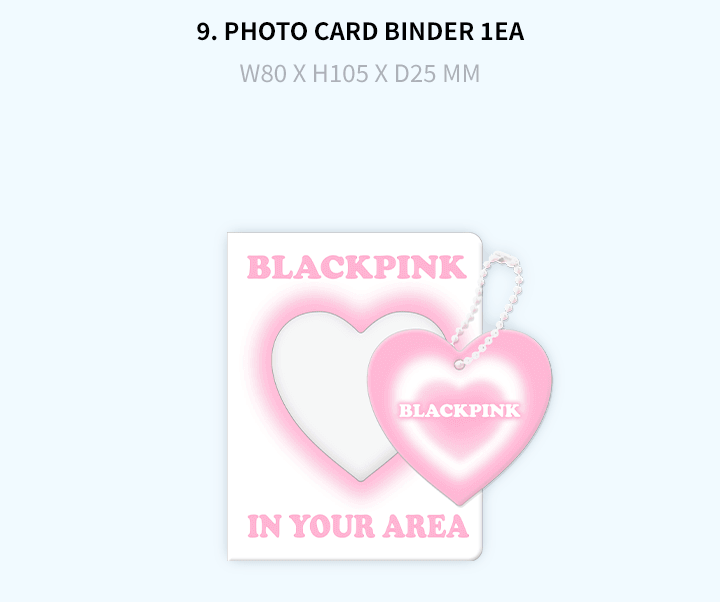 9. PHOTO CARD BINDER 1EA
W80 X H105 X D25 MM
BLACKPINK
BLACKPINK
IN YOUR AREA